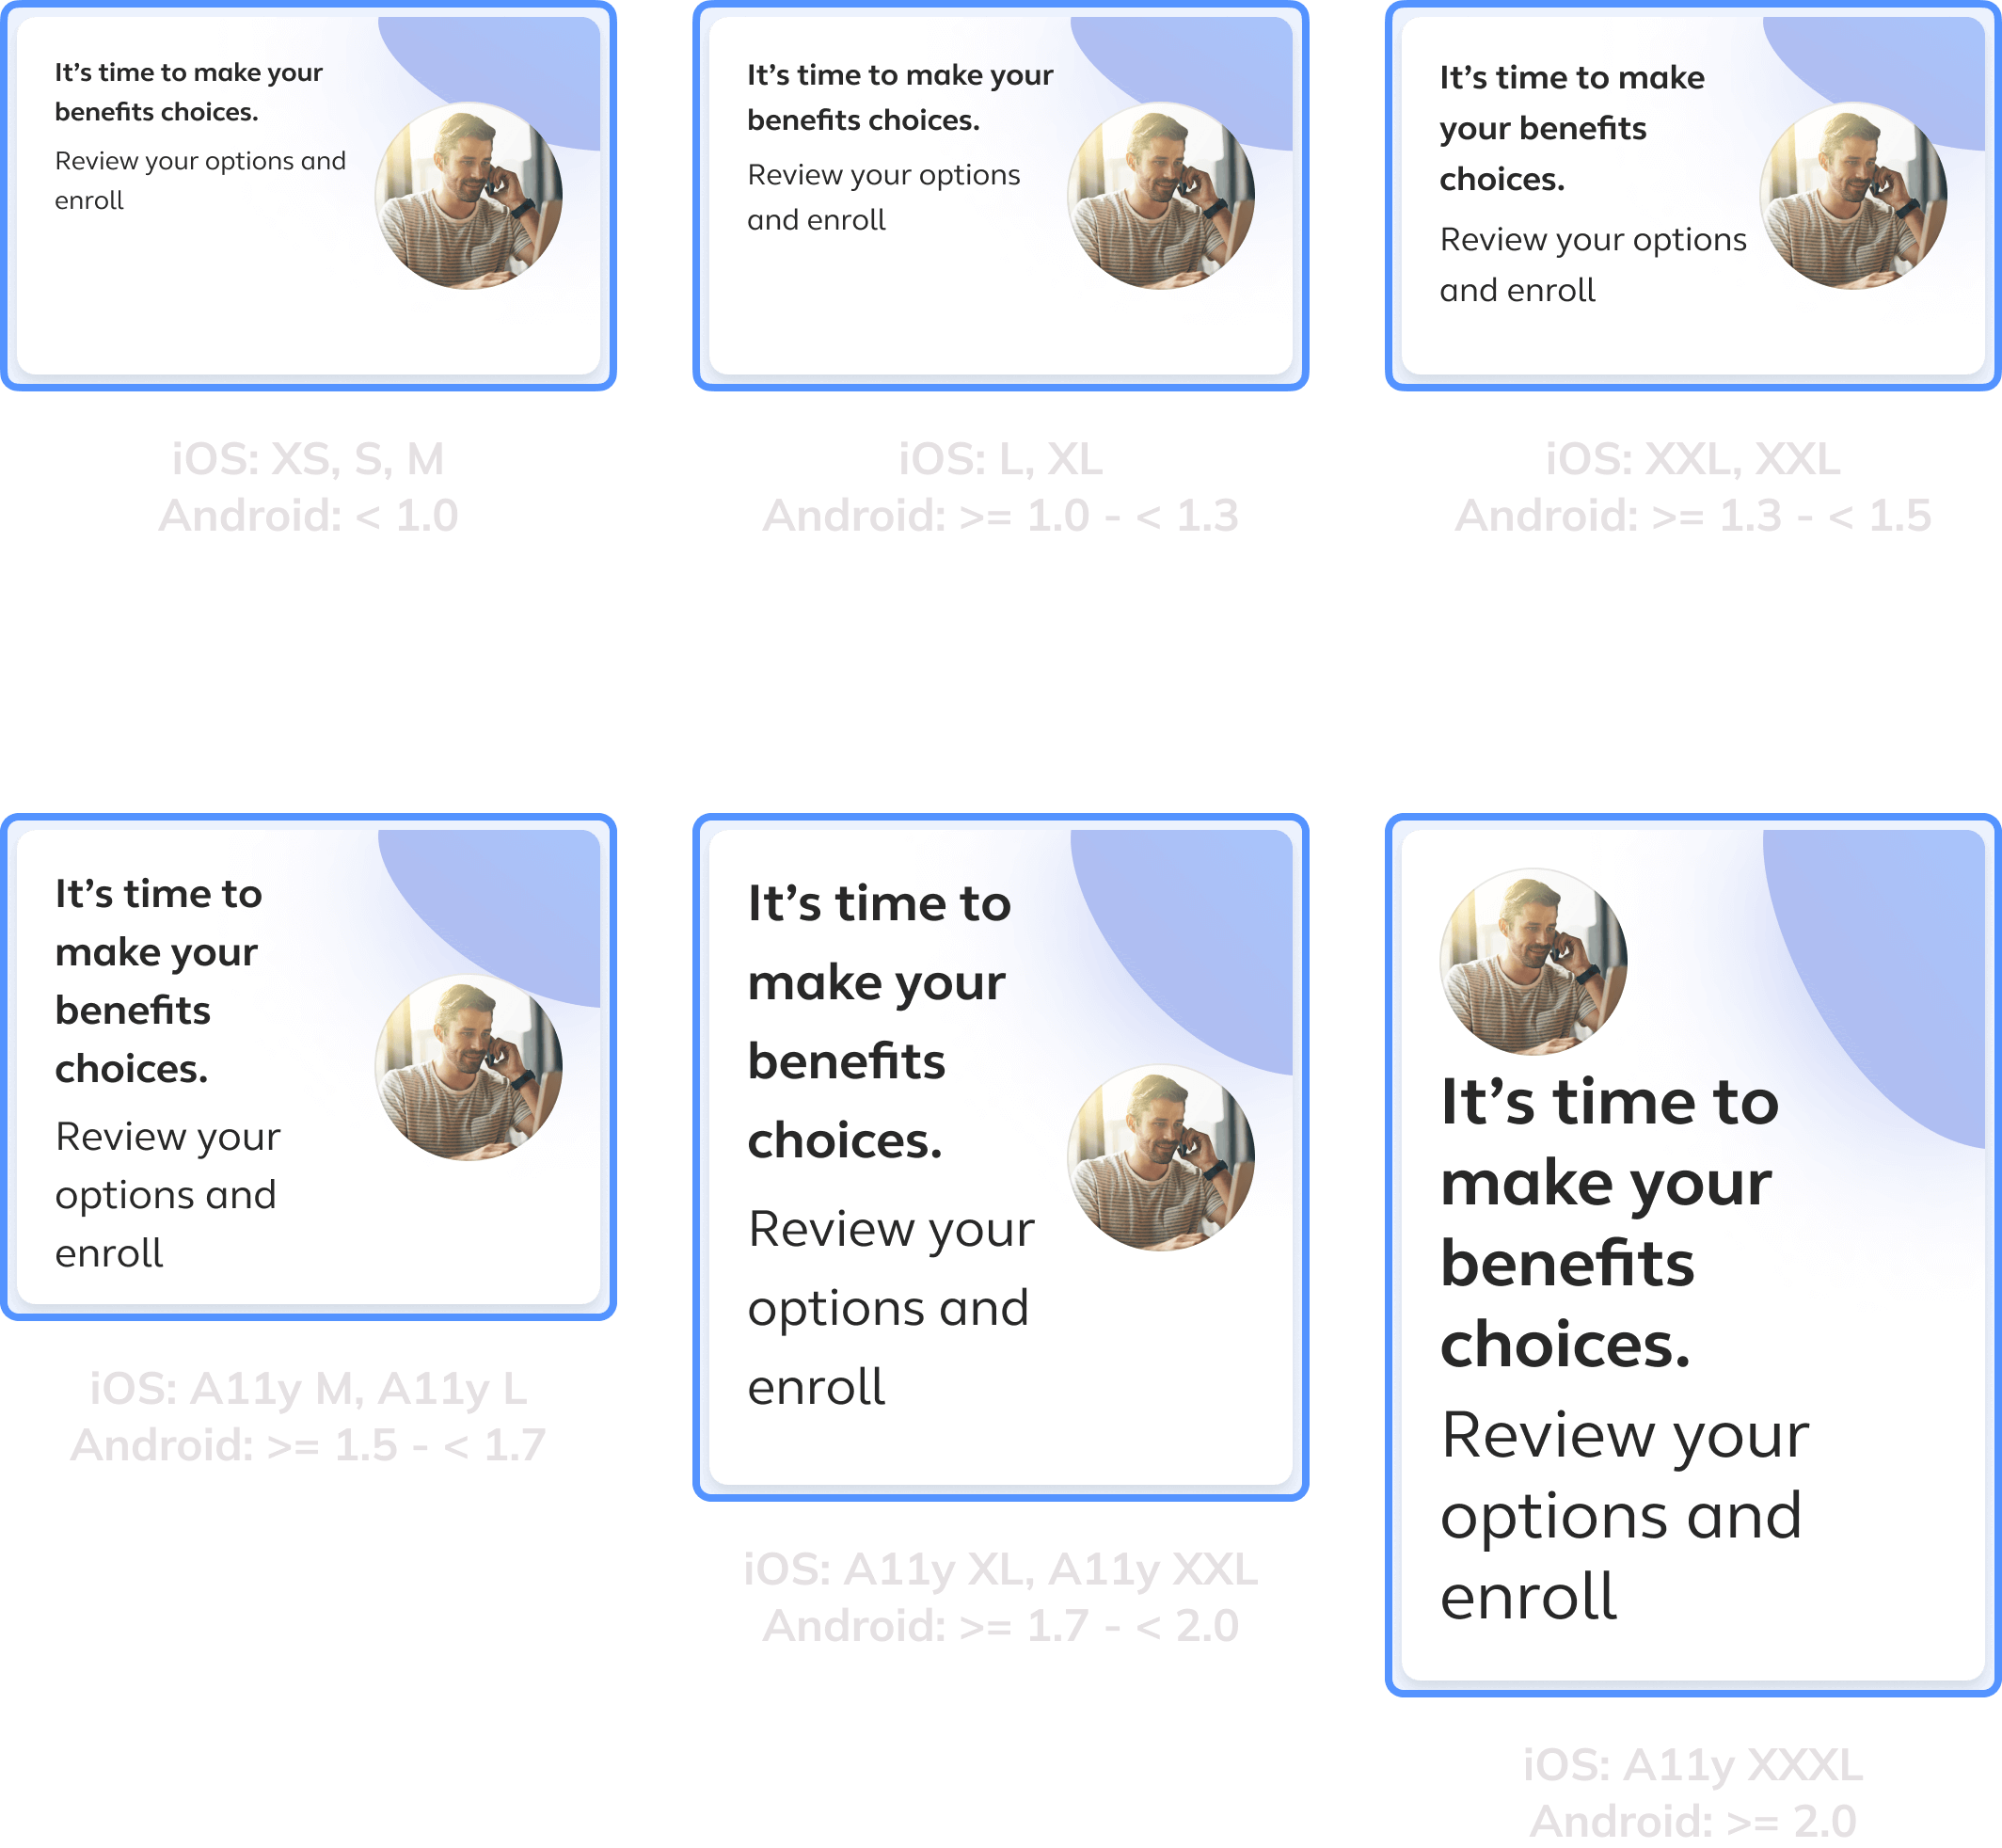 It’s time to make your
benefits choices.
Review your options and
enroll
iOS: XS, S, M
Android: < 1.0
It’s time to make your
benefits choices.
Review your options
and enroll
iOS: L, XL
Android: >= 1.0 - < 1.3
It’s time to make
your benefits
choices.
Review your options
and enroll
iOS: XXL, XXL
Android: >= 1.3 - < 1.5
It’s time to
make your
benefits
choices.
Review your
options and
enroll
iOS: A11y M, A11y L
Android: >= 1.5 - < 1.7
It’s time to
make your
benefits
choices.
Review your
options and
enroll
iOS: A11y XL, A11y XXL
Android: >= 1.7 - < 2.0
It’s time to
make your
benefits
choices.
Review your
options and
enroll
iOS: A11y XXXL
Android: >= 2.0